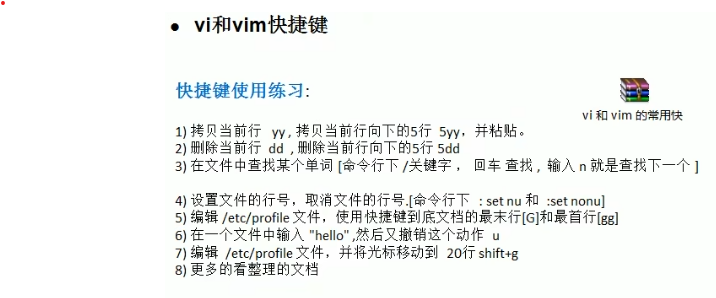 ● vi和vim快捷键
快捷键使用练习:
vi 和 vim 的常用快
1) 拷贝当前行 yy , 拷贝当前行向下的5行 5yy，并粘贴。
2) 删除当前行 dd , 删除当前行向下的5行 5dd
3) 在文件中查找某个单词 [命令行下 /关键字 ， 回车 查找 , 输入 n 就是查找下一个 ]
4) 设置文件的行号，取消文件的行号.[命令行下 : set nu 和 :set nonu]
5) 编辑 /etc/profile 文件，使用快捷键到底文档的最末行[G]和最首行[gg]
6) 在一个文件中输入 "hello" ,然后又撤销这个动作 u
7) 编辑 /etc/profile 文件，并将光标移动到 20行 shift+g
8) 更多的看整理的文档